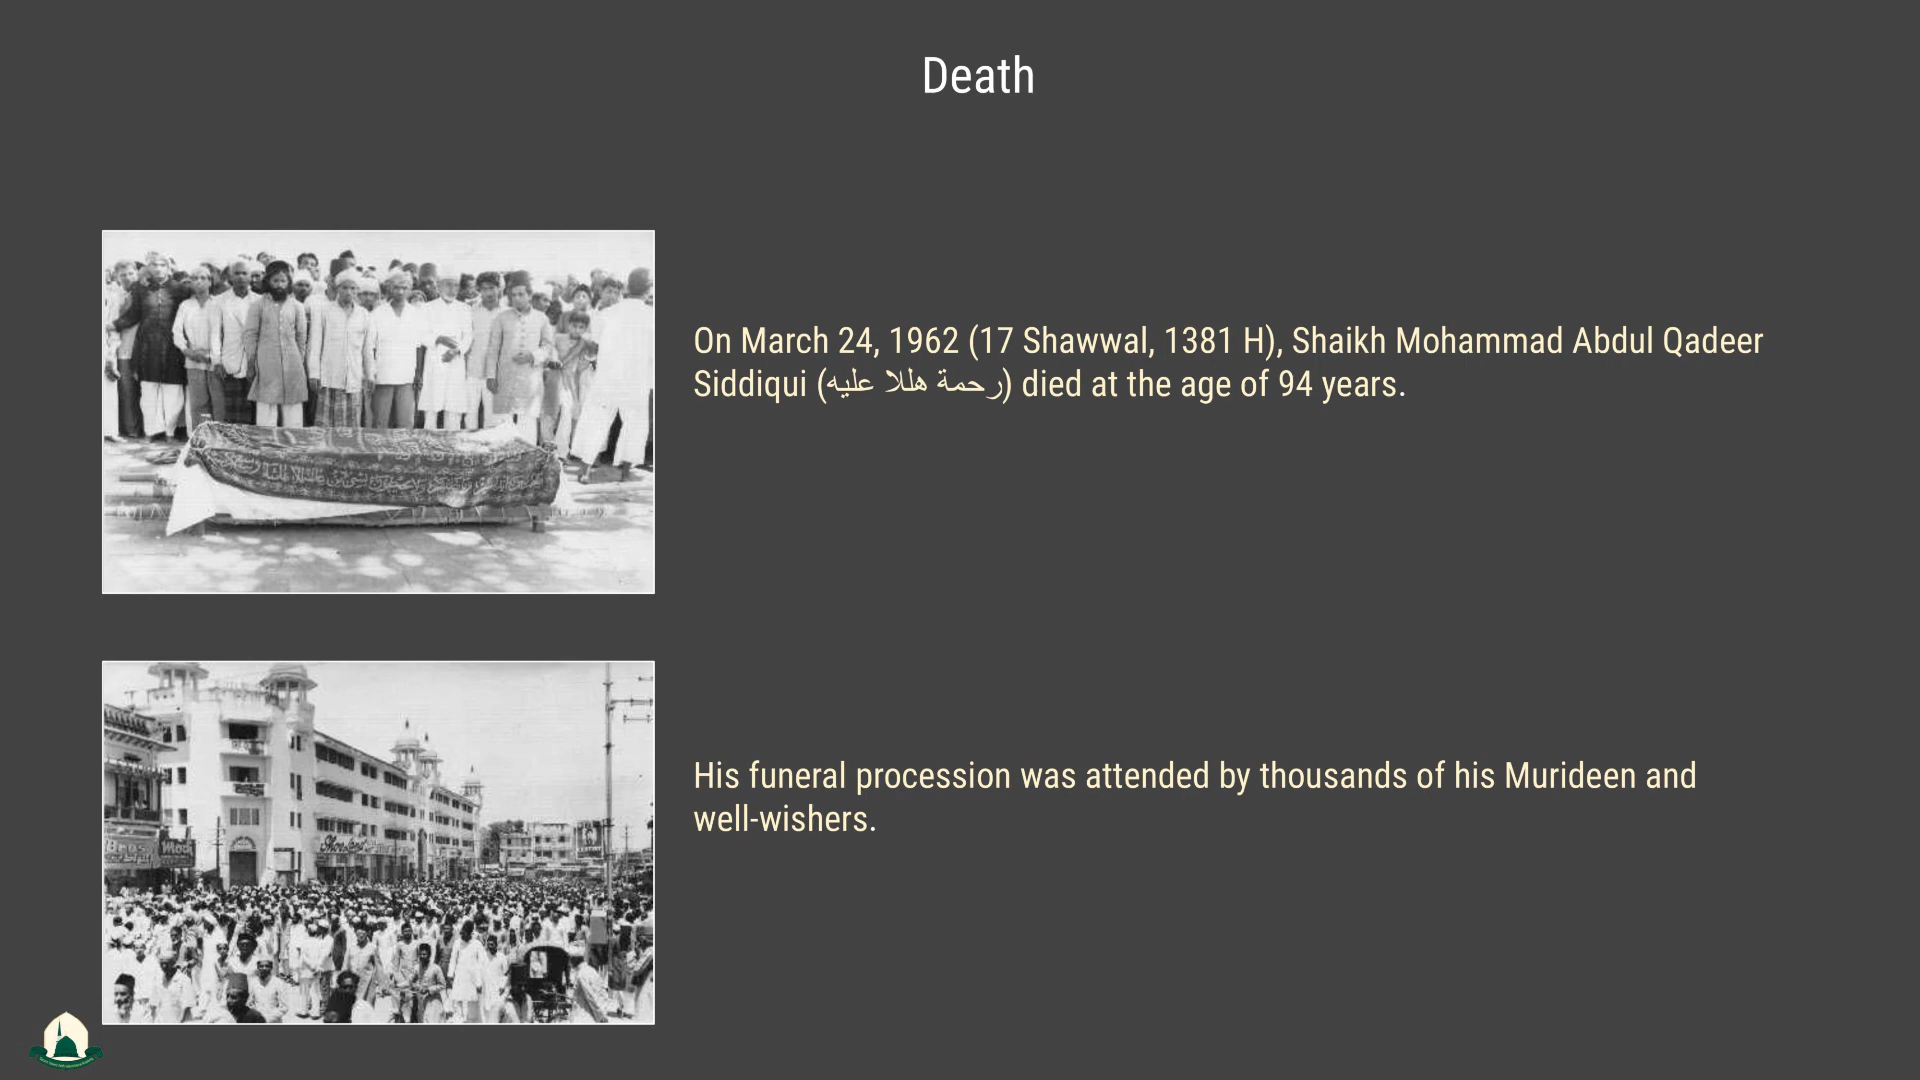 Death
On March 24, 1962 (17 Shawwal, 1381 H), Shaikh Mohammad Abdul Qadeer
Siddiqui (رحمة هللا عليه) died at the age of 94 years.
His funeral procession was attended by thousands of his Murideen and
well-wishers.
Bros